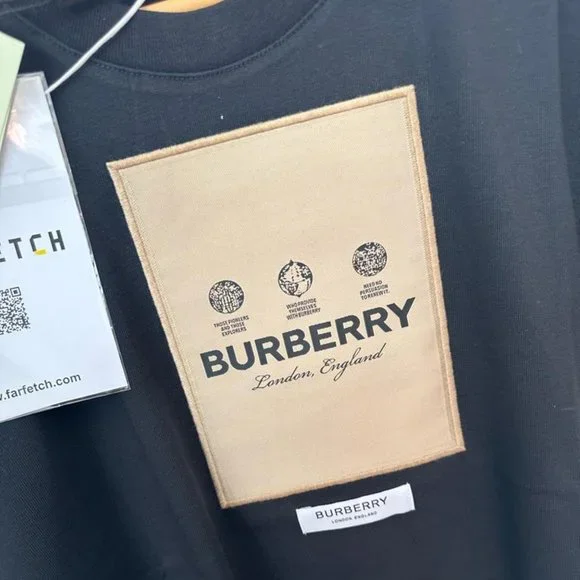 ETCH
w.farfetch.com
THOSE PIONEERS
AND THOSE
EXPLORERS
WHO PROVIDE
THEMSELVES
WITH BURBERRY
NEED NO
PERSUASION
TO RENEW IT.
BURBERRY
London, England
BURBERRY
LONDON ENGLAND